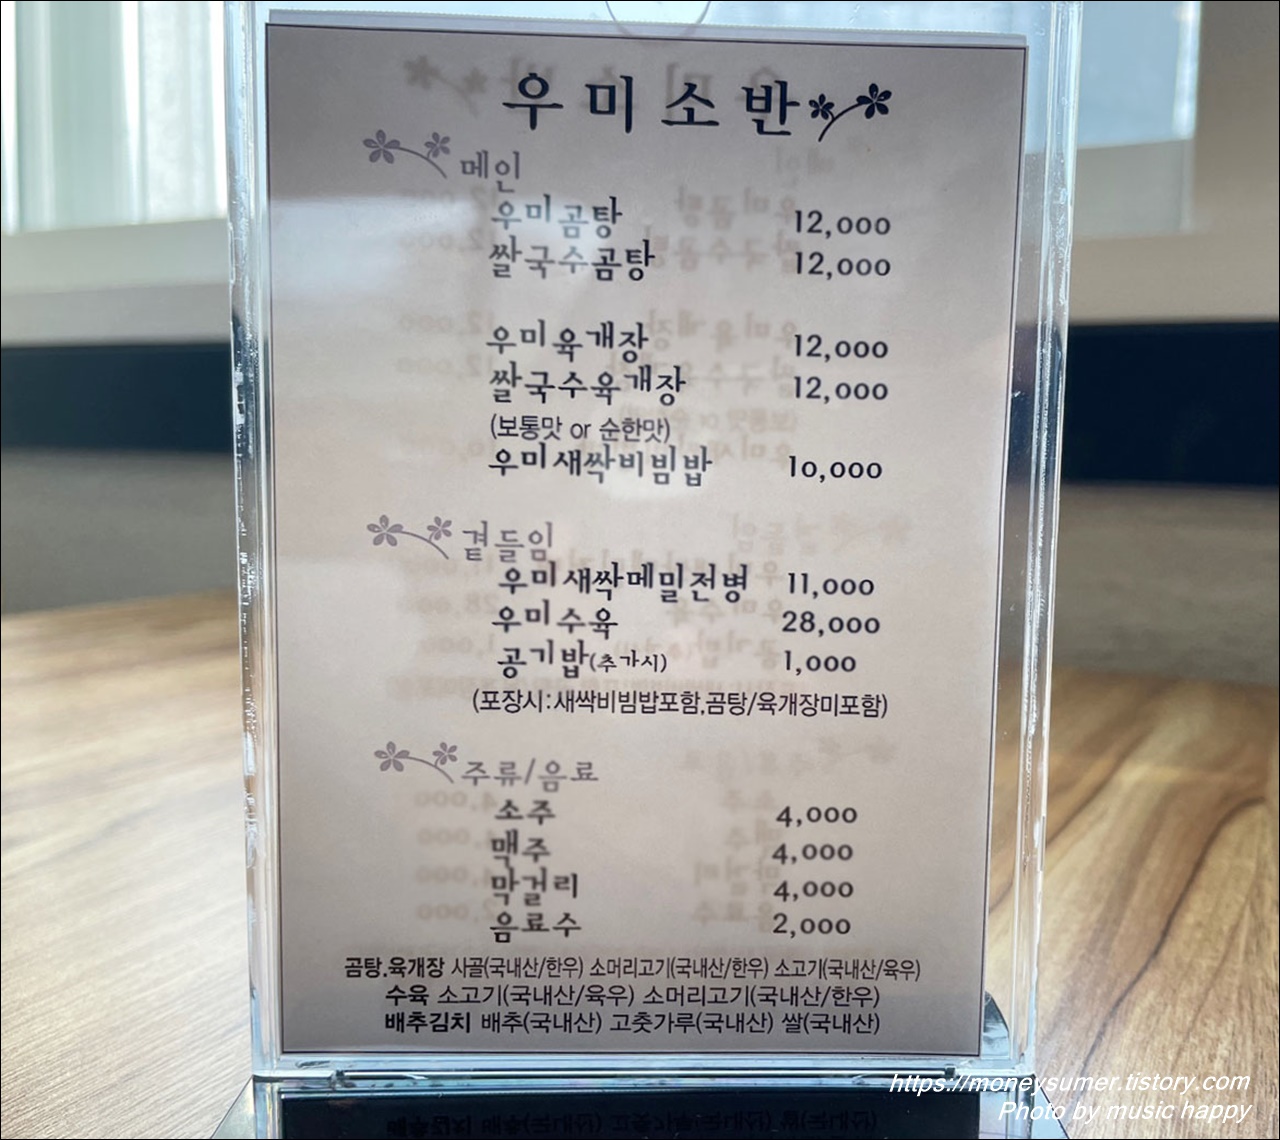 우미소반
메인
우미곰탕 12,000
쌀국수곰탕 12,000
우미육개장 12,000
쌀국수육개장 12,000
(보통맛 or 순한맛)
우미새싹비빔밥 10,000
곁들임
우미새싹메밀전병 11,000
우미수육 28,000
공기밥(추가시) 1,000
(포장시:새싹비빔밥포함,곰탕/육개장미포함)
주류/음료
소주 4,000
맥주 4,000
막걸리 4,000
음료수 2,000
곰탕.육개장 사골(국내산/한우) 소머리고기(국내산/한우) 소고기(국내산/육우)
수육 소고기(국내산/육우) 소머리고기(국내산/한우)
배추김치 배추(국내산) 고춧가루(국내산) 쌀(국내산)
https://moneysumer.tistory.com
Photo by music happy